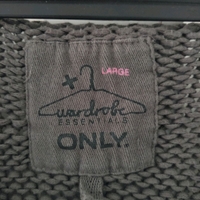 LARGE
wardrobe
ESSENTIALS
ONLY.